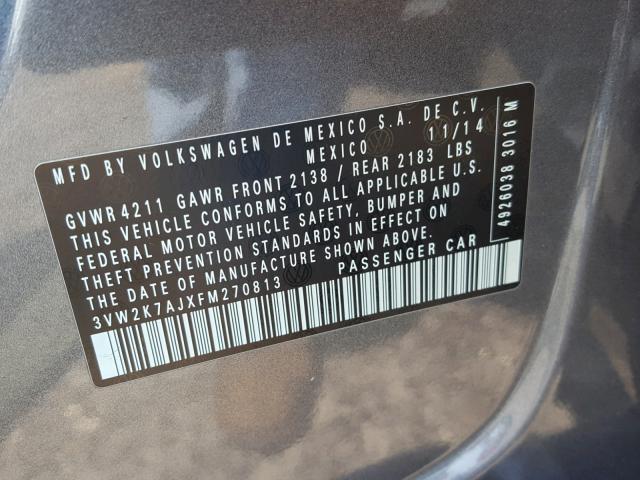 MFD BY VOLKSWAGEN DE MEXICO S.A. DE C.V.
MEXICO 11/14
GVWR 4211 GAWR FRONT 2138 / REAR 2183 LBS
THIS VEHICLE CONFORMS TO ALL APPLICABLE U.S.
FEDERAL MOTOR VEHICLE SAFETY, BUMPER AND
THEFT PREVENTION STANDARDS IN EFFECT ON
THE DATE OF MANUFACTURE SHOWN ABOVE.
3VW2K7AJXFM270813 PASSENGER CAR
4928098 3016 M